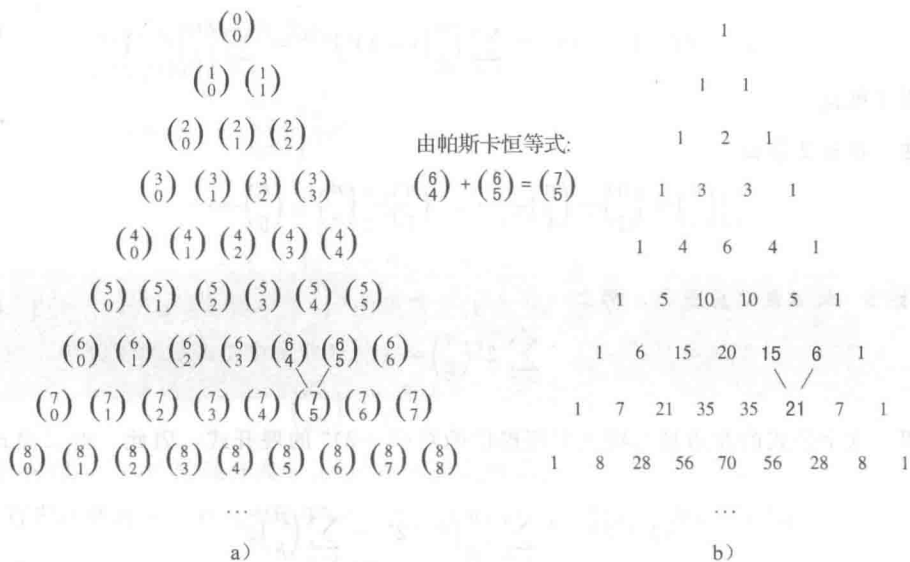 (0 0)
(1 0) (1 1)
(2 0) (2 1) (2 2)
(3 0) (3 1) (3 2) (3 3)
(4 0) (4 1) (4 2) (4 3) (4 4)
(5 0) (5 1) (5 2) (5 3) (5 4) (5 5)
(6 0) (6 1) (6 2) (6 3) (6 4) (6 5) (6 6)
(7 0) (7 1) (7 2) (7 3) (7 4) (7 5) (7 6) (7 7)
(8 0) (8 1) (8 2) (8 3) (8 4) (8 5) (8 6) (8 7) (8 8)
…
a）
由帕斯卡恒等式:
(6 4) + (6 5) = (7 5)
1
1 1
1 2 1
1 3 3 1
1 4 6 4 1
1 5 10 10 5 1
1 6 15 20 15 6 1
1 7 21 35 35 21 7 1
1 8 28 56 70 56 28 8 1
…
b）